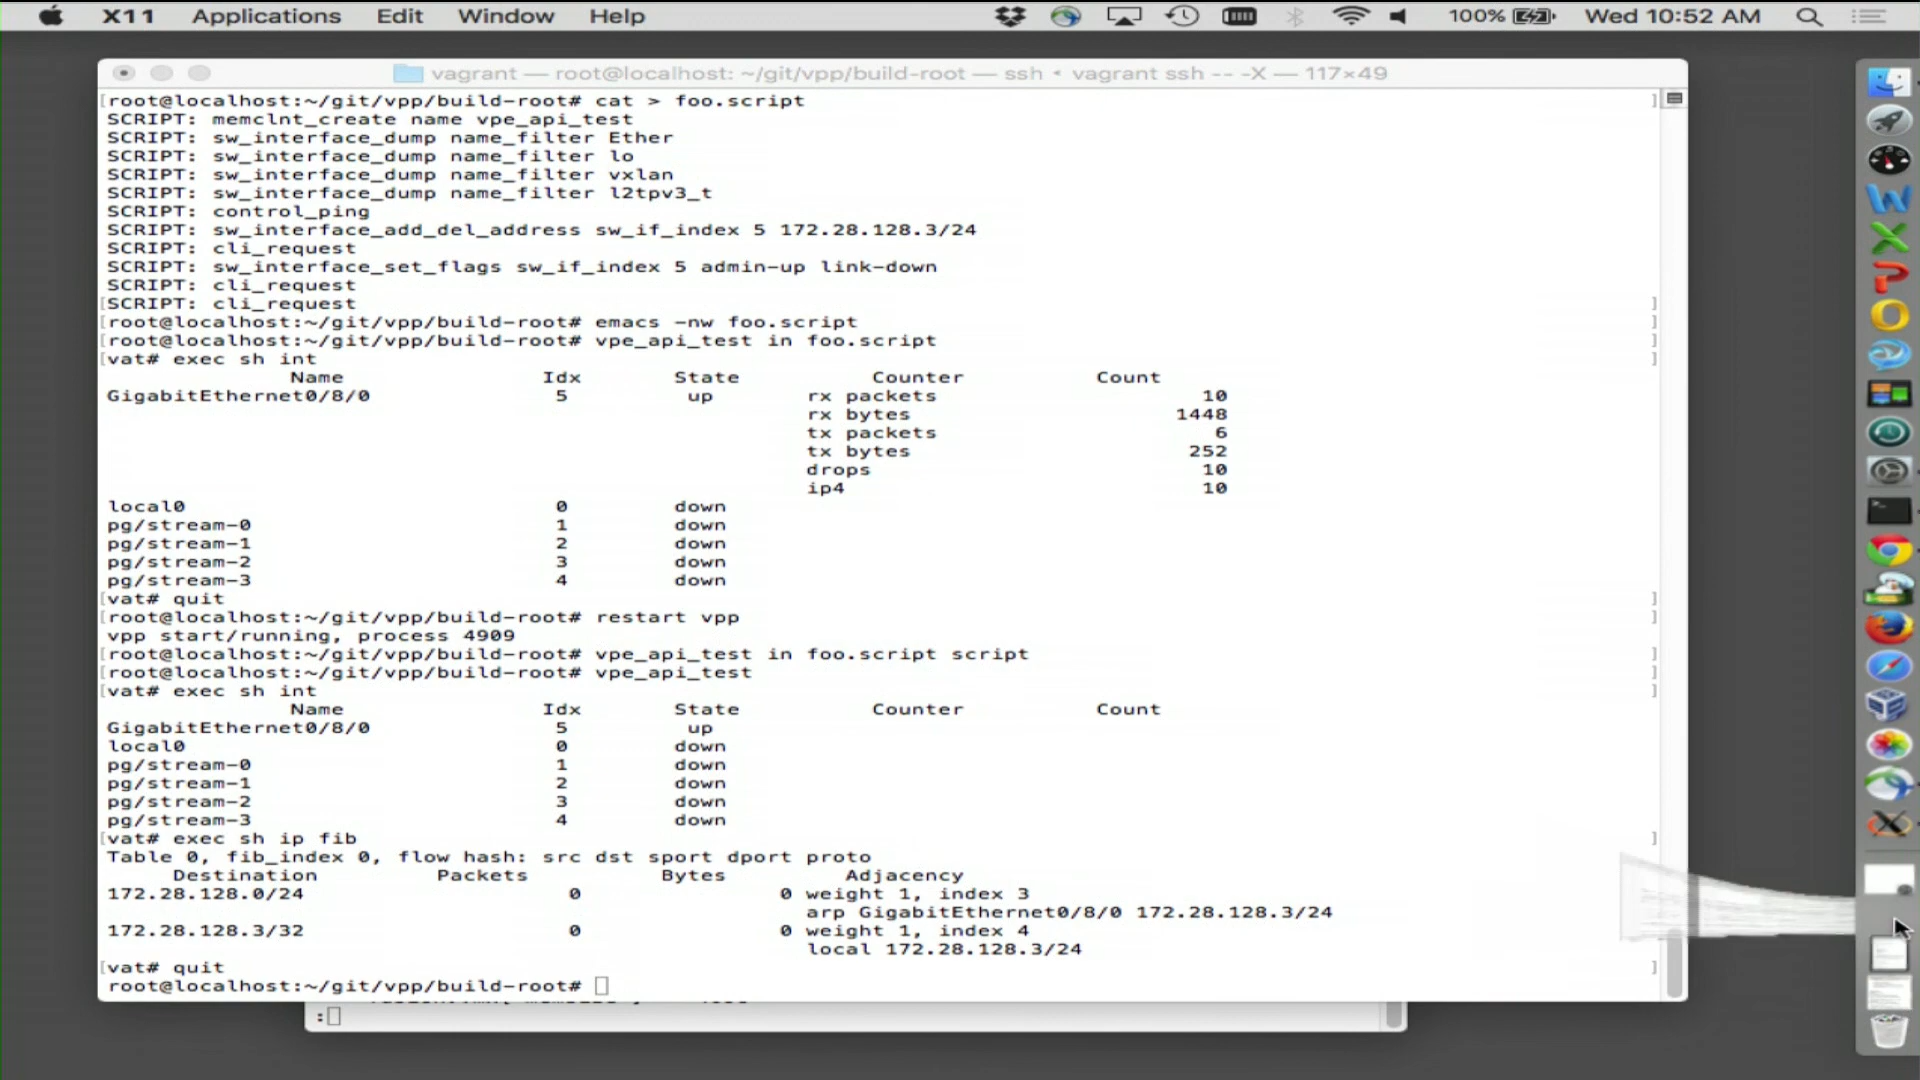 X11 Applications Edit Window Help 100% Wed 10:52 AM
vagrant — root@localhost: ~/git/vpp/build-root — ssh ◂ vagrant ssh -- -X — 117×49
[root@localhost:~/git/vpp/build-root# cat > foo.script ]
SCRIPT: memclnt_create name vpe_api_test
SCRIPT: sw_interface_dump name_filter Ether
SCRIPT: sw_interface_dump name_filter lo
SCRIPT: sw_interface_dump name_filter vxlan
SCRIPT: sw_interface_dump name_filter l2tpv3_t
SCRIPT: control_ping
SCRIPT: sw_interface_add_del_address sw_if_index 5 172.28.128.3/24
SCRIPT: cli_request
SCRIPT: sw_interface_set_flags sw_if_index 5 admin-up link-down
SCRIPT: cli_request
[SCRIPT: cli_request ]
[root@localhost:~/git/vpp/build-root# emacs -nw foo.script ]
[root@localhost:~/git/vpp/build-root# vpe_api_test in foo.script ]
[vat# exec sh int ]
Name Idx State Counter Count
GigabitEthernet0/8/0 5 up rx packets 10
rx bytes 1448
tx packets 6
tx bytes 252
drops 10
ip4 10
local0 0 down
pg/stream-0 1 down
pg/stream-1 2 down
pg/stream-2 3 down
pg/stream-3 4 down
[vat# quit ]
[root@localhost:~/git/vpp/build-root# restart vpp ]
vpp start/running, process 4909
[root@localhost:~/git/vpp/build-root# vpe_api_test in foo.script script ]
[root@localhost:~/git/vpp/build-root# vpe_api_test ]
[vat# exec sh int ]
Name Idx State Counter Count
GigabitEthernet0/8/0 5 up
local0 0 down
pg/stream-0 1 down
pg/stream-1 2 down
pg/stream-2 3 down
pg/stream-3 4 down
[vat# exec sh ip fib ]
Table 0, fib_index 0, flow hash: src dst sport dport proto
Destination Packets Bytes Adjacency
172.28.128.0/24 0 0 weight 1, index 3
arp GigabitEthernet0/8/0 172.28.128.3/24
172.28.128.3/32 0 0 weight 1, index 4
local 172.28.128.3/24
[vat# quit ]
root@localhost:~/git/vpp/build-root#
: